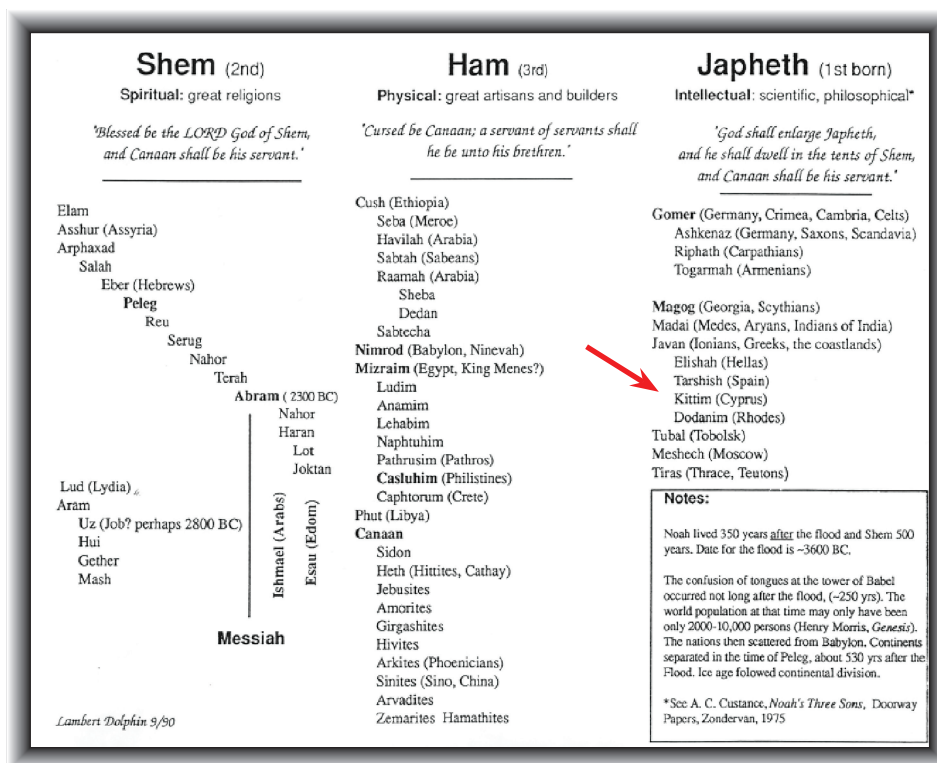 Shem (2nd)
Spiritual: great religions
"Blessed be the LORD God of Shem,
and Canaan shall be his servant."
Elam
Asshur (Assyria)
Arphaxad
Salah
Eber (Hebrews)
Peleg
Reu
Serug
Nahor
Terah
Abram ( 2300 BC)
Nahor
Haran
Lot
Joktan
Lud (Lydia)
Aram
Uz (Job? perhaps 2800 BC)
Hui
Gether
Mash
Ishmael (Arabs)
Esau (Edom)
Messiah
Lambert Dolphin 9/90
Ham (3rd)
Physical: great artisans and builders
"Cursed be Canaan; a servant of servants shall
he be unto his brethren."
Cush (Ethiopia)
Seba (Meroe)
Havilah (Arabia)
Sabtah (Sabeans)
Raamah (Arabia)
Sheba
Dedan
Sabtecha
Nimrod (Babylon, Ninevah)
Mizraim (Egypt, King Menes?)
Ludim
Anamim
Lehabim
Naphtuhim
Pathrusim (Pathros)
Casluhim (Philistines)
Caphtorum (Crete)
Phut (Libya)
Canaan
Sidon
Heth (Hittites, Cathay)
Jebusites
Amorites
Girgashites
Hivites
Arkites (Phoenicians)
Sinites (Sino, China)
Arvadites
Zemarites Hamathites
Japheth (1st born)
Intellectual: scientific, philosophical*
"God shall enlarge Japheth,
and he shall dwell in the tents of Shem,
and Canaan shall be his servant."
Gomer (Germany, Crimea, Cambria, Celts)
Ashkenaz (Germany, Saxons, Scandavia)
Riphath (Carpathians)
Togarmah (Armenians)
Magog (Georgia, Scythians)
Madai (Medes, Aryans, Indians of India)
Javan (Ionians, Greeks, the coastlands)
Elishah (Hellas)
Tarshish (Spain)
Kittim (Cyprus)
Dodanim (Rhodes)
Tubal (Tobolsk)
Meshech (Moscow)
Tiras (Thrace, Teutons)
Notes:
Noah lived 350 years after the flood and Shem 500
years. Date for the flood is ~3600 BC.
The confusion of tongues at the tower of Babel
occurred not long after the flood, (~250 yrs). The
world population at that time may only have been
only 2000-10,000 persons (Henry Morris, Genesis).
The nations then scattered from Babylon. Continents
separated in the time of Peleg, about 530 yrs after the
Flood. Ice age folowed continental division.
*See A. C. Custance, Noah's Three Sons, Doorway
Papers, Zondervan, 1975